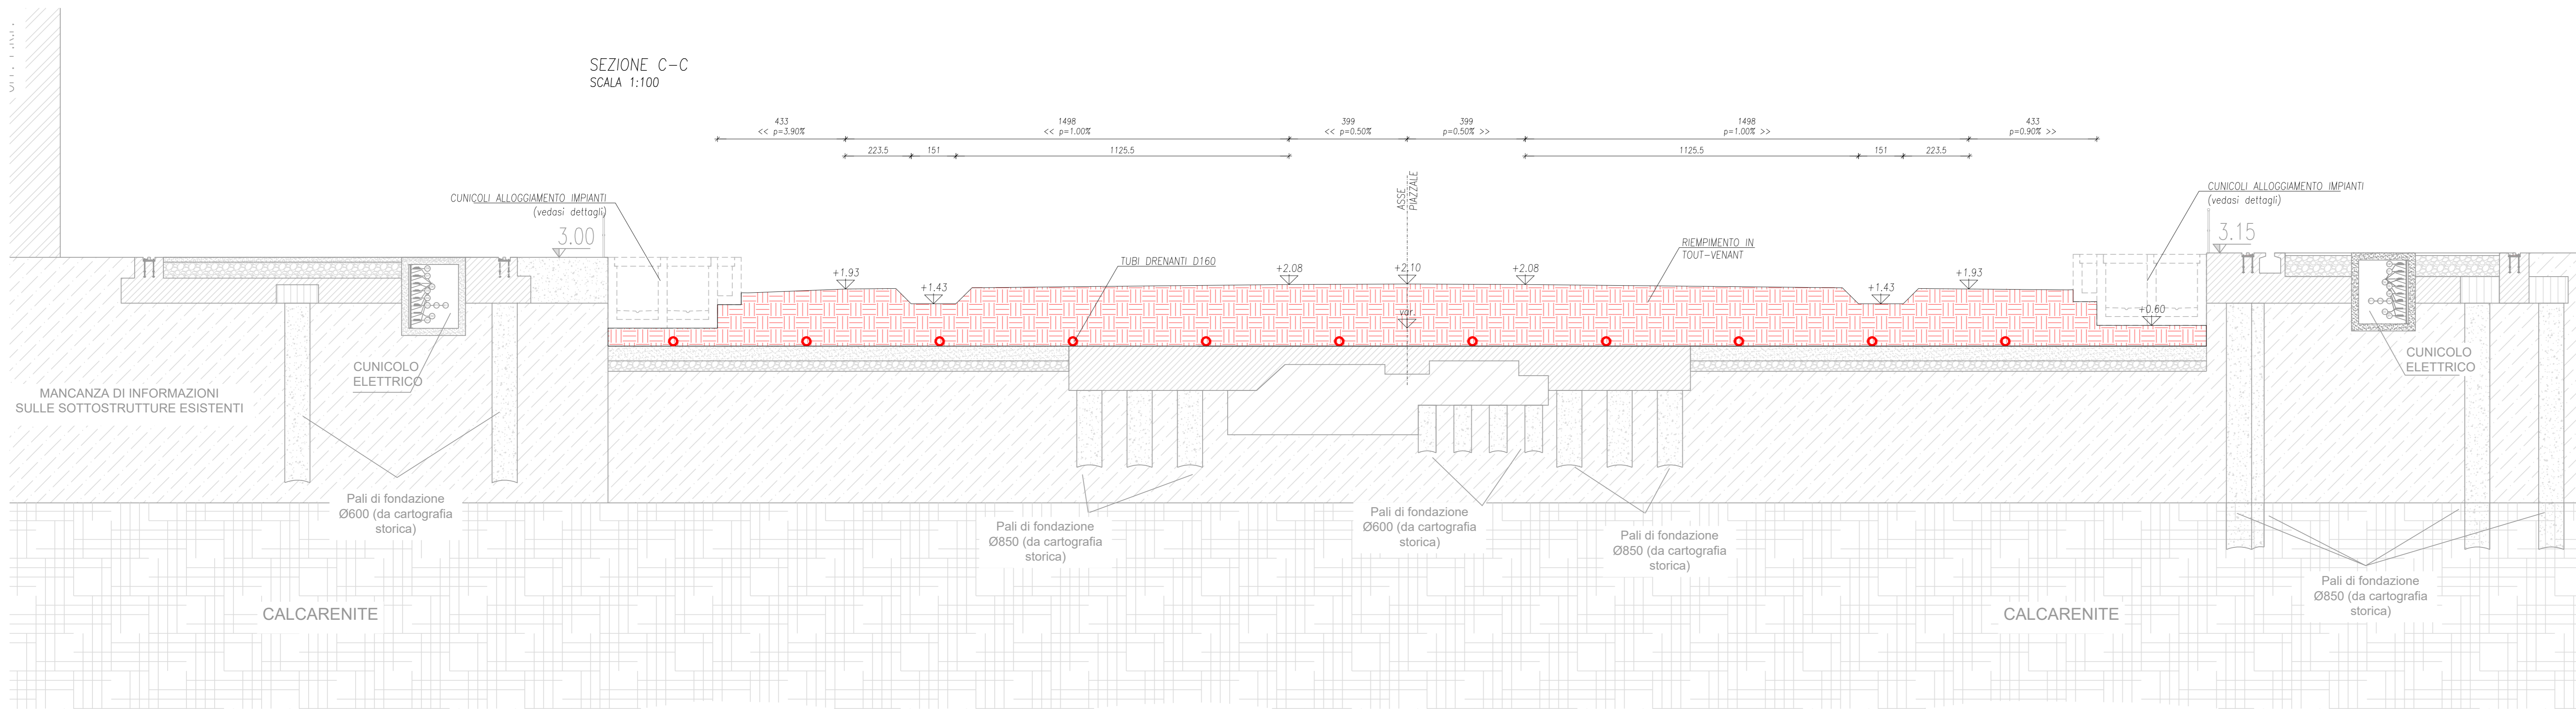 SEZIONE C-C
SCALA 1:100
433
<< p=3.90%
1498
<< p=1.00%
399
<< p=0.50%
399
p=0.50% >>
1498
p=1.00% >>
433
p=0.90% >>
223.5
151
1125.5
1125.5
151
223.5
CUNICOLI ALLOGGIAMENTO IMPIANTI
(vedasi dettagli)
ASSE
PIAZZALE
CUNICOLI ALLOGGIAMENTO IMPIANTI
(vedasi dettagli)
3.00
3.15
TUBI DRENANTI D160
RIEMPIMENTO IN
TOUT-VENANT
+1.93
+1.43
+2.08
+2.10
+2.08
+1.43
+1.93
var.
+0.60
CUNICOLO
ELETTRICO
CUNICOLO
ELETTRICO
MANCANZA DI INFORMAZIONI
SULLE SOTTOSTRUTTURE ESISTENTI
Pali di fondazione
Ø600 (da cartografia
storica)
Pali di fondazione
Ø850 (da cartografia
storica)
Pali di fondazione
Ø600 (da cartografia
storica)
Pali di fondazione
Ø850 (da cartografia
storica)
Pali di fondazione
Ø850 (da cartografia
storica)
CALCARENITE
CALCARENITE